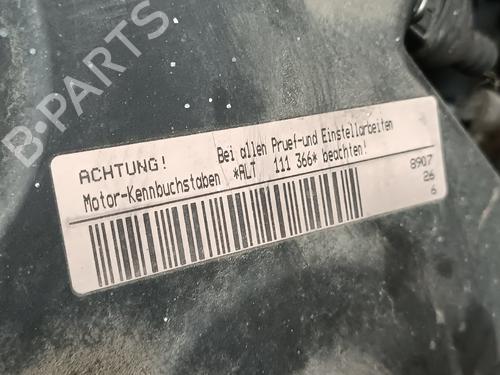 B-PARTS
ACHTUNG! Bei allen Pruef-und Einstellarbeiten
Motor-Kennbuchstaben *ALT 111 366* beachten!
8907
26
6